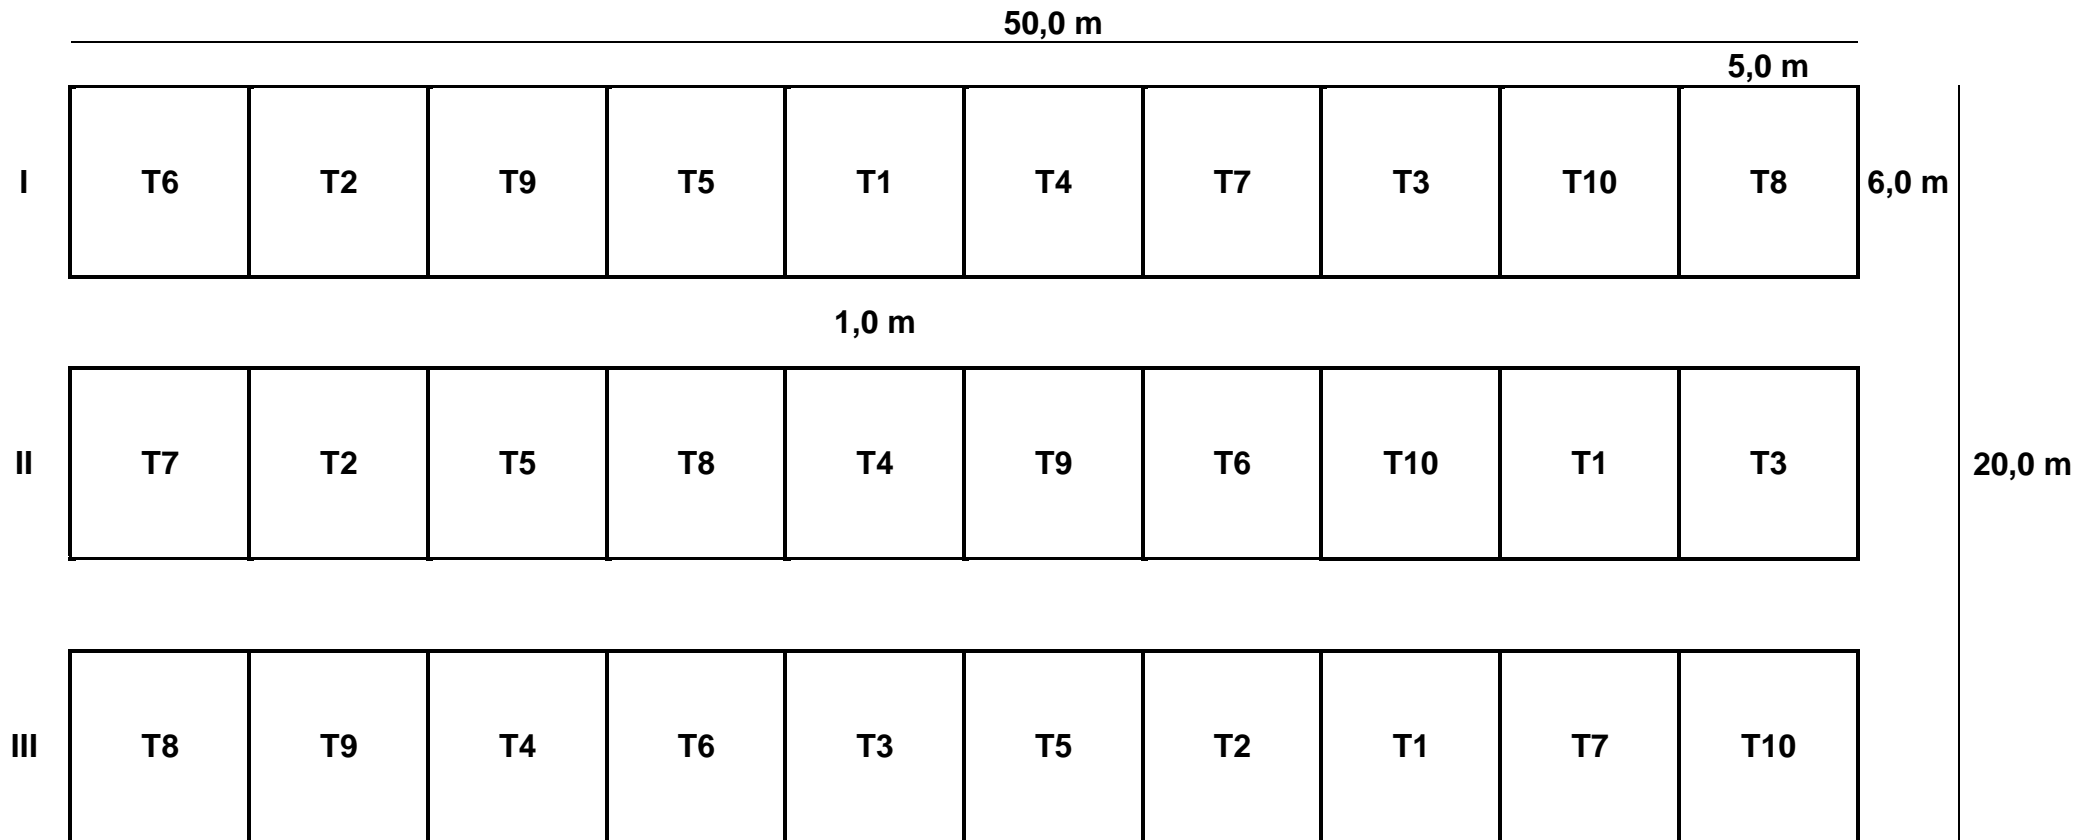 50,0 m
5,0 m
I T6 T2 T9 T5 T1 T4 T7 T3 T10 T8 6,0 m
1,0 m
II T7 T2 T5 T8 T4 T9 T6 T10 T1 T3 20,0 m
III T8 T9 T4 T6 T3 T5 T2 T1 T7 T10